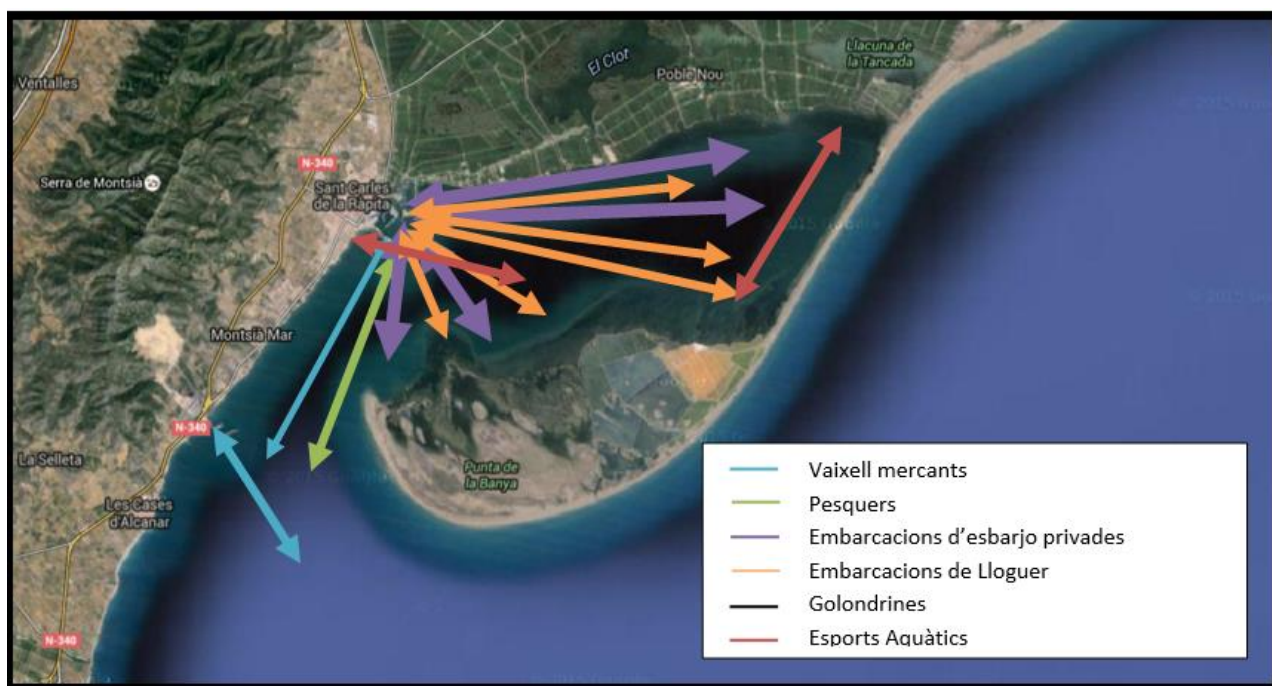 Llacuna de
la Tancada
El Clot
Poble Nou
Ventalles
N-340
Serra de Montsià
Sant Carles
de la Ràpita
Montsià Mar
N-340
La Selleta
Punta de
la Banya
Les Cases
d'Alcanar
N-340
Vaixell mercants
Pesquers
Embarcacions d'esbarjo privades
Embarcacions de Lloguer
Golondrines
Esports Aquàtics